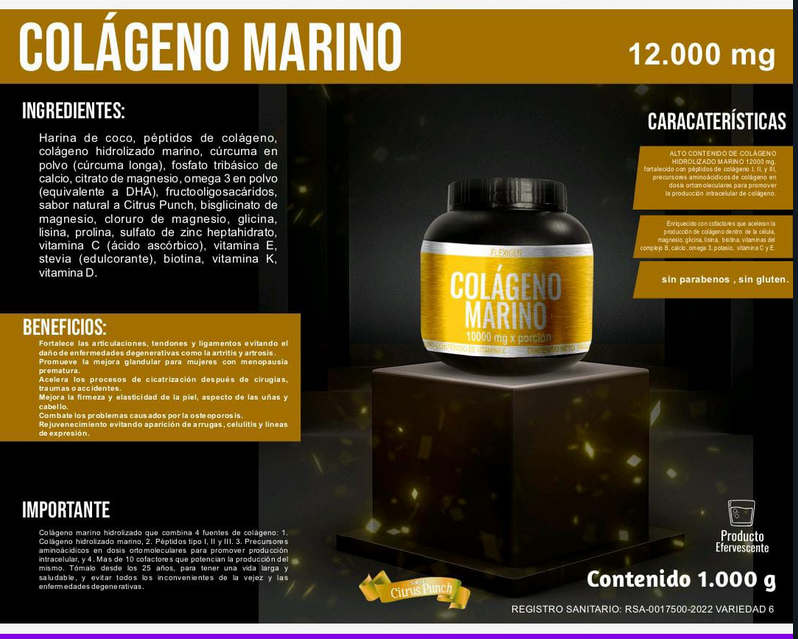 COLÁGENO MARINO
12.000 mg
INGREDIENTES:
Harina de coco, péptidos de colágeno,
colágeno hidrolizado marino, cúrcuma en
polvo (cúrcuma longa), fosfato tribásico de
calcio, citrato de magnesio, omega 3 en polvo
(equivalente a DHA), fructooligosacáridos,
sabor natural a Citrus Punch, bisglicinato de
magnesio, cloruro de magnesio, glicina,
lisina, prolina, sulfato de zinc heptahidrato,
vitamina C (ácido ascórbico), vitamina E,
stevia (edulcorante), biotina, vitamina K,
vitamina D.
BENEFICIOS:
Fortalece las articulaciones, tendones y ligamentos evitando el
daño de enfermedades degenerativas como la artritis y artrosis.
Promueve la mejora glandular para mujeres con menopausia
prematura.
Acelera los procesos de cicatrización después de cirugías,
traumas o accidentes.
Mejora la firmeza y elasticidad de la piel, aspecto de las uñas y
cabello.
Combate los problemas causados por la osteoporosis.
Rejuvenecimiento evitando aparición de arrugas, celulitis y líneas
de expresión.
IMPORTANTE
Colágeno marino hidrolizado que combina 4 fuentes de colágeno: 1.
Colágeno hidrolizado marino, 2. Péptidos tipo I, II y III. 3. Precursores
aminoácidicos en dosis ortomoleculares para promover producción
intracelular, y 4. Mas de 10 cofactores que potencian la producción del
mismo. Tómalo desde los 25 años, para tener una vida larga y
saludable, y evitar todos los inconvenientes de la vejez y las
enfermedades degenerativas.
CARACATERÍSTICAS
ALTO CONTENIDO DE COLÁGENO
HIDROLIZADO MARINO 12000 mg,
fortalecido con péptidos de colágeno I, II, y III,
precursores aminoácidicos de colágeno en
dosis ortomoleculares para promover
la producción intracelular de colágeno.
Enriquecido con cofactores que aceleran la
producción de colágeno dentro de la célula,
magnesio, glicina, lisina, biotina, vitaminas del
complejo B, calcio, omega 3, potasio, vitamina C y E.
sin parabenos , sin gluten.
FLEXIGEN
COLÁGENO
MARINO
10000 mg x porción
Citrus Punch
Producto
Efervescente
Contenido 1.000 g
REGISTRO SANITARIO: RSA-0017500-2022 VARIEDAD 6